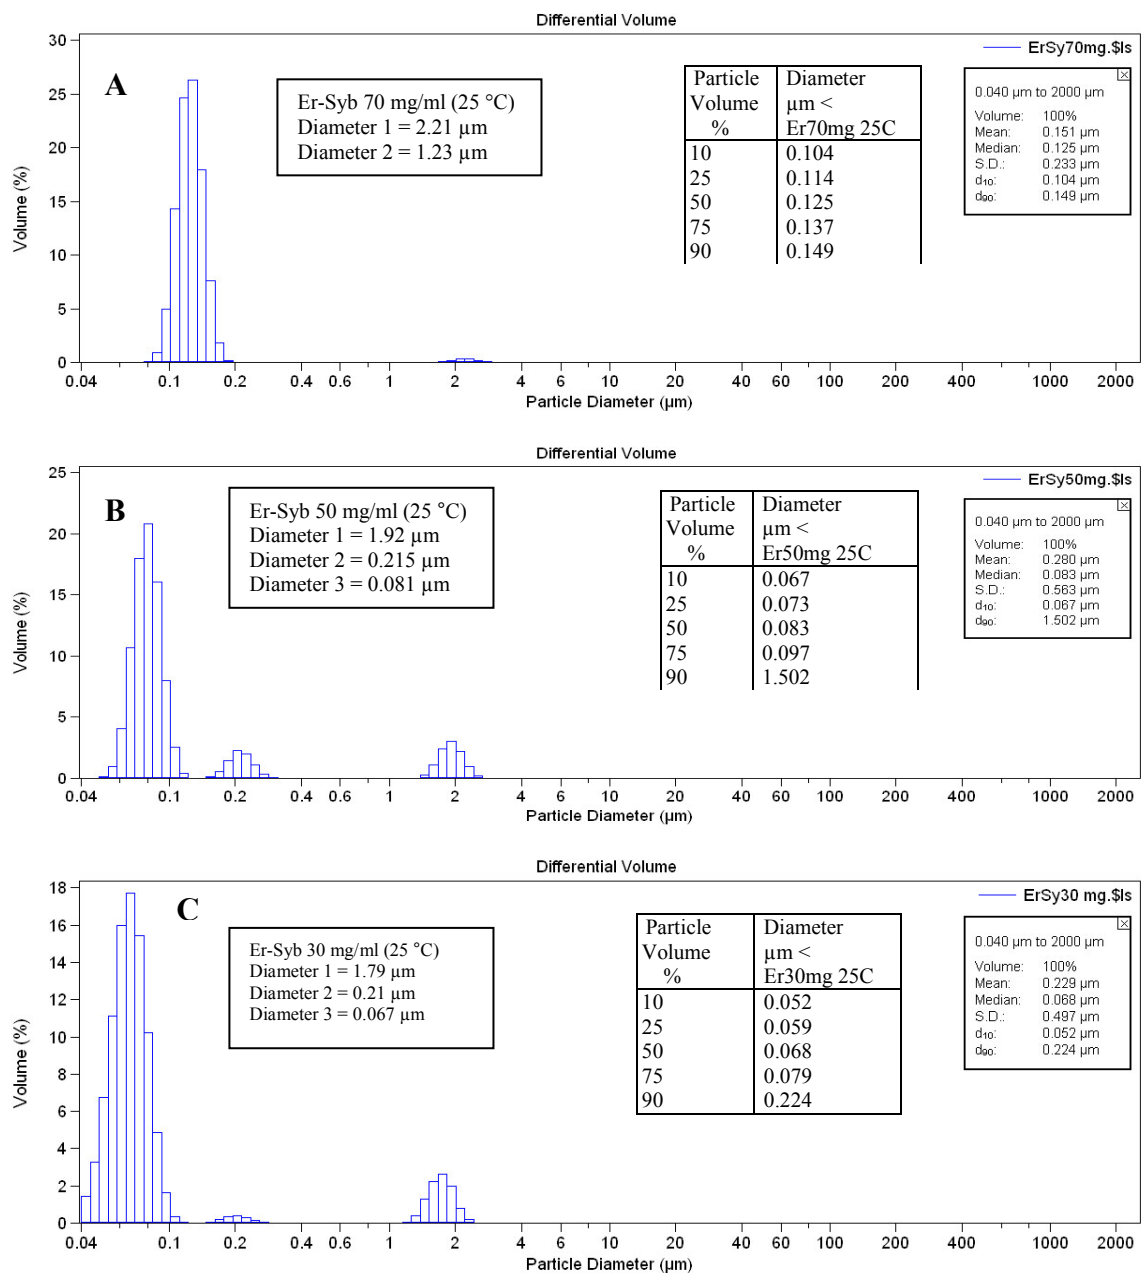 Differential Volume
30
25
20
15
10
5
0
Volume (%)
A
Er-Syb 70 mg/ml (25 °C)
Diameter 1 = 2.21 µm
Diameter 2 = 1.23 µm
Particle Diameter
Volume µm <
% Er70mg 25C
10 0.104
25 0.114
50 0.125
75 0.137
90 0.149
ErSy70mg.$ls
0.040 µm to 2000 µm
Volume: 100%
Mean: 0.151 µm
Median: 0.125 µm
S.D.: 0.233 µm
d10: 0.104 µm
d90: 0.149 µm
0.04 0.1 0.2 0.4 0.6 1 2 4 6 10 20 40 60 100 200 400 1000 2000
Particle Diameter (µm)
Differential Volume
25
20
15
10
5
0
Volume (%)
B
Er-Syb 50 mg/ml (25 °C)
Diameter 1 = 1.92 µm
Diameter 2 = 0.215 µm
Diameter 3 = 0.081 µm
Particle Diameter
Volume µm <
% Er50mg 25C
10 0.067
25 0.073
50 0.083
75 0.097
90 1.502
ErSy50mg.$ls
0.040 µm to 2000 µm
Volume: 100%
Mean: 0.280 µm
Median: 0.083 µm
S.D.: 0.563 µm
d10: 0.067 µm
d90: 1.502 µm
0.04 0.1 0.2 0.4 0.6 1 2 4 6 10 20 40 60 100 200 400 1000 2000
Particle Diameter (µm)
Differential Volume
18
16
14
12
10
8
6
4
2
0
Volume (%)
C
Er-Syb 30 mg/ml (25 °C)
Diameter 1 = 1.79 µm
Diameter 2 = 0.21 µm
Diameter 3 = 0.067 µm
Particle Diameter
Volume µm <
% Er30mg 25C
10 0.052
25 0.059
50 0.068
75 0.079
90 0.224
ErSy30 mg.$ls
0.040 µm to 2000 µm
Volume: 100%
Mean: 0.229 µm
Median: 0.068 µm
S.D.: 0.497 µm
d10: 0.052 µm
d90: 0.224 µm
0.04 0.1 0.2 0.4 0.6 1 2 4 6 10 20 40 60 100 200 400 1000 2000
Particle Diameter (µm)